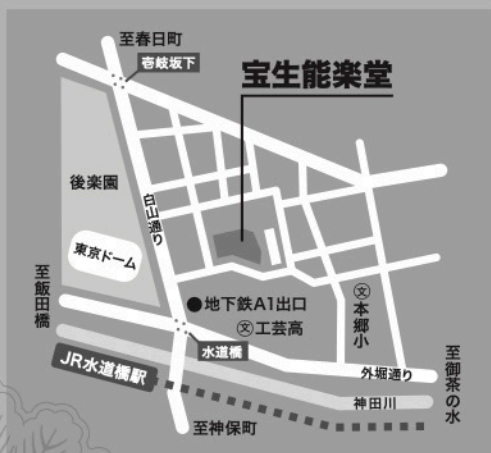 至春日町
壱岐坂下
宝生能楽堂
後楽園
白山通り
東京ドーム
至飯田橋
●地下鉄A1出口
文工芸高
文本郷小
水道橋
JR水道橋駅
外堀通り
至御茶の水
神田川
至神保町